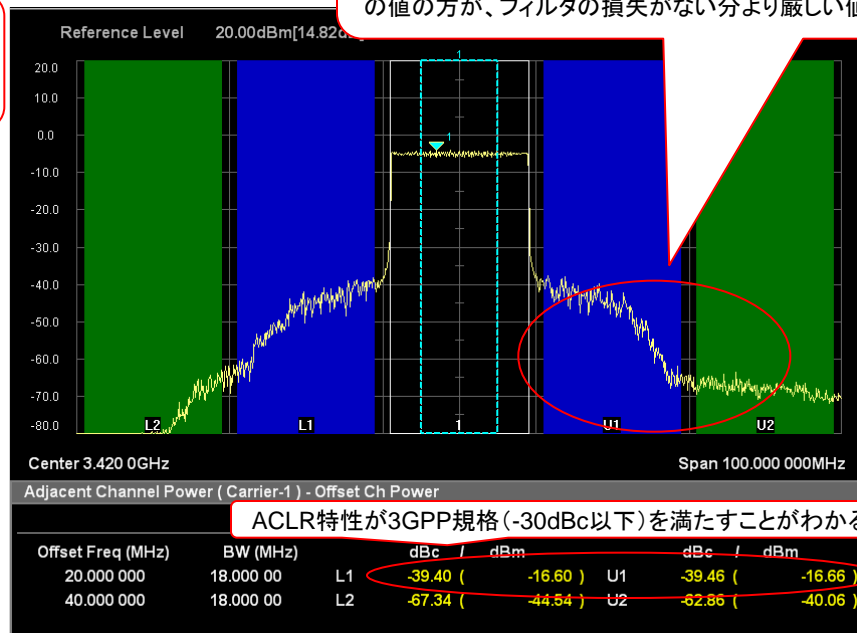 の値の方が、フィルタの損失がない分より厳しい値
Reference Level 20.00dBm[14.82d
1
20.0
10.0
0.0
-10.0
-20.0
-30.0
-40.0
-50.0
-60.0
-70.0
-80.0
1
L2 L1 1 U1 U2
Center 3.420 0GHz Span 100.000 000MHz
Adjacent Channel Power ( Carrier-1 ) - Offset Ch Power
ACLR特性が3GPP規格(-30dBc以下)を満たすことがわかる
Offset Freq (MHz) BW (MHz) dBc / dBm dBc / dBm
20.000 000 18.000 00 L1 -39.40 ( -16.60 ) U1 -39.46 ( -16.66 )
40.000 000 18.000 00 L2 -67.34 ( -44.54 ) U2 -62.86 ( -40.06 )